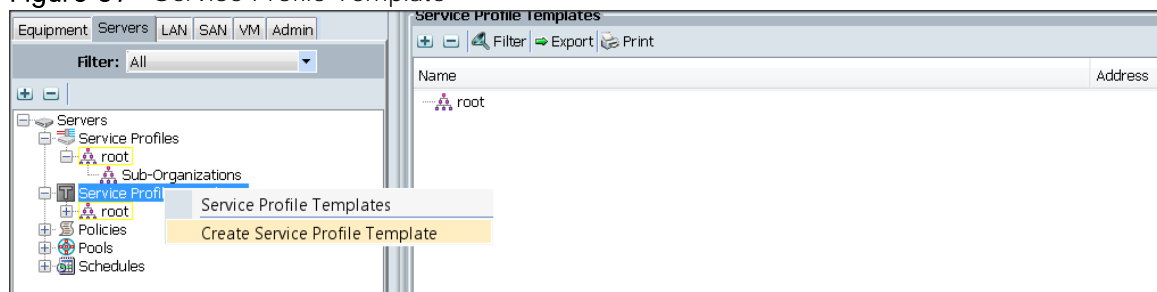 Service Profile Template
Equipment Servers LAN SAN VM Admin
Filter: All
Servers
Service Profiles
root
Sub-Organizations
Service Profil
root
Policies
Pools
Schedules
Service Profile Templates
Create Service Profile Template
Service Profile Templates
Filter Export Print
Name Address
root